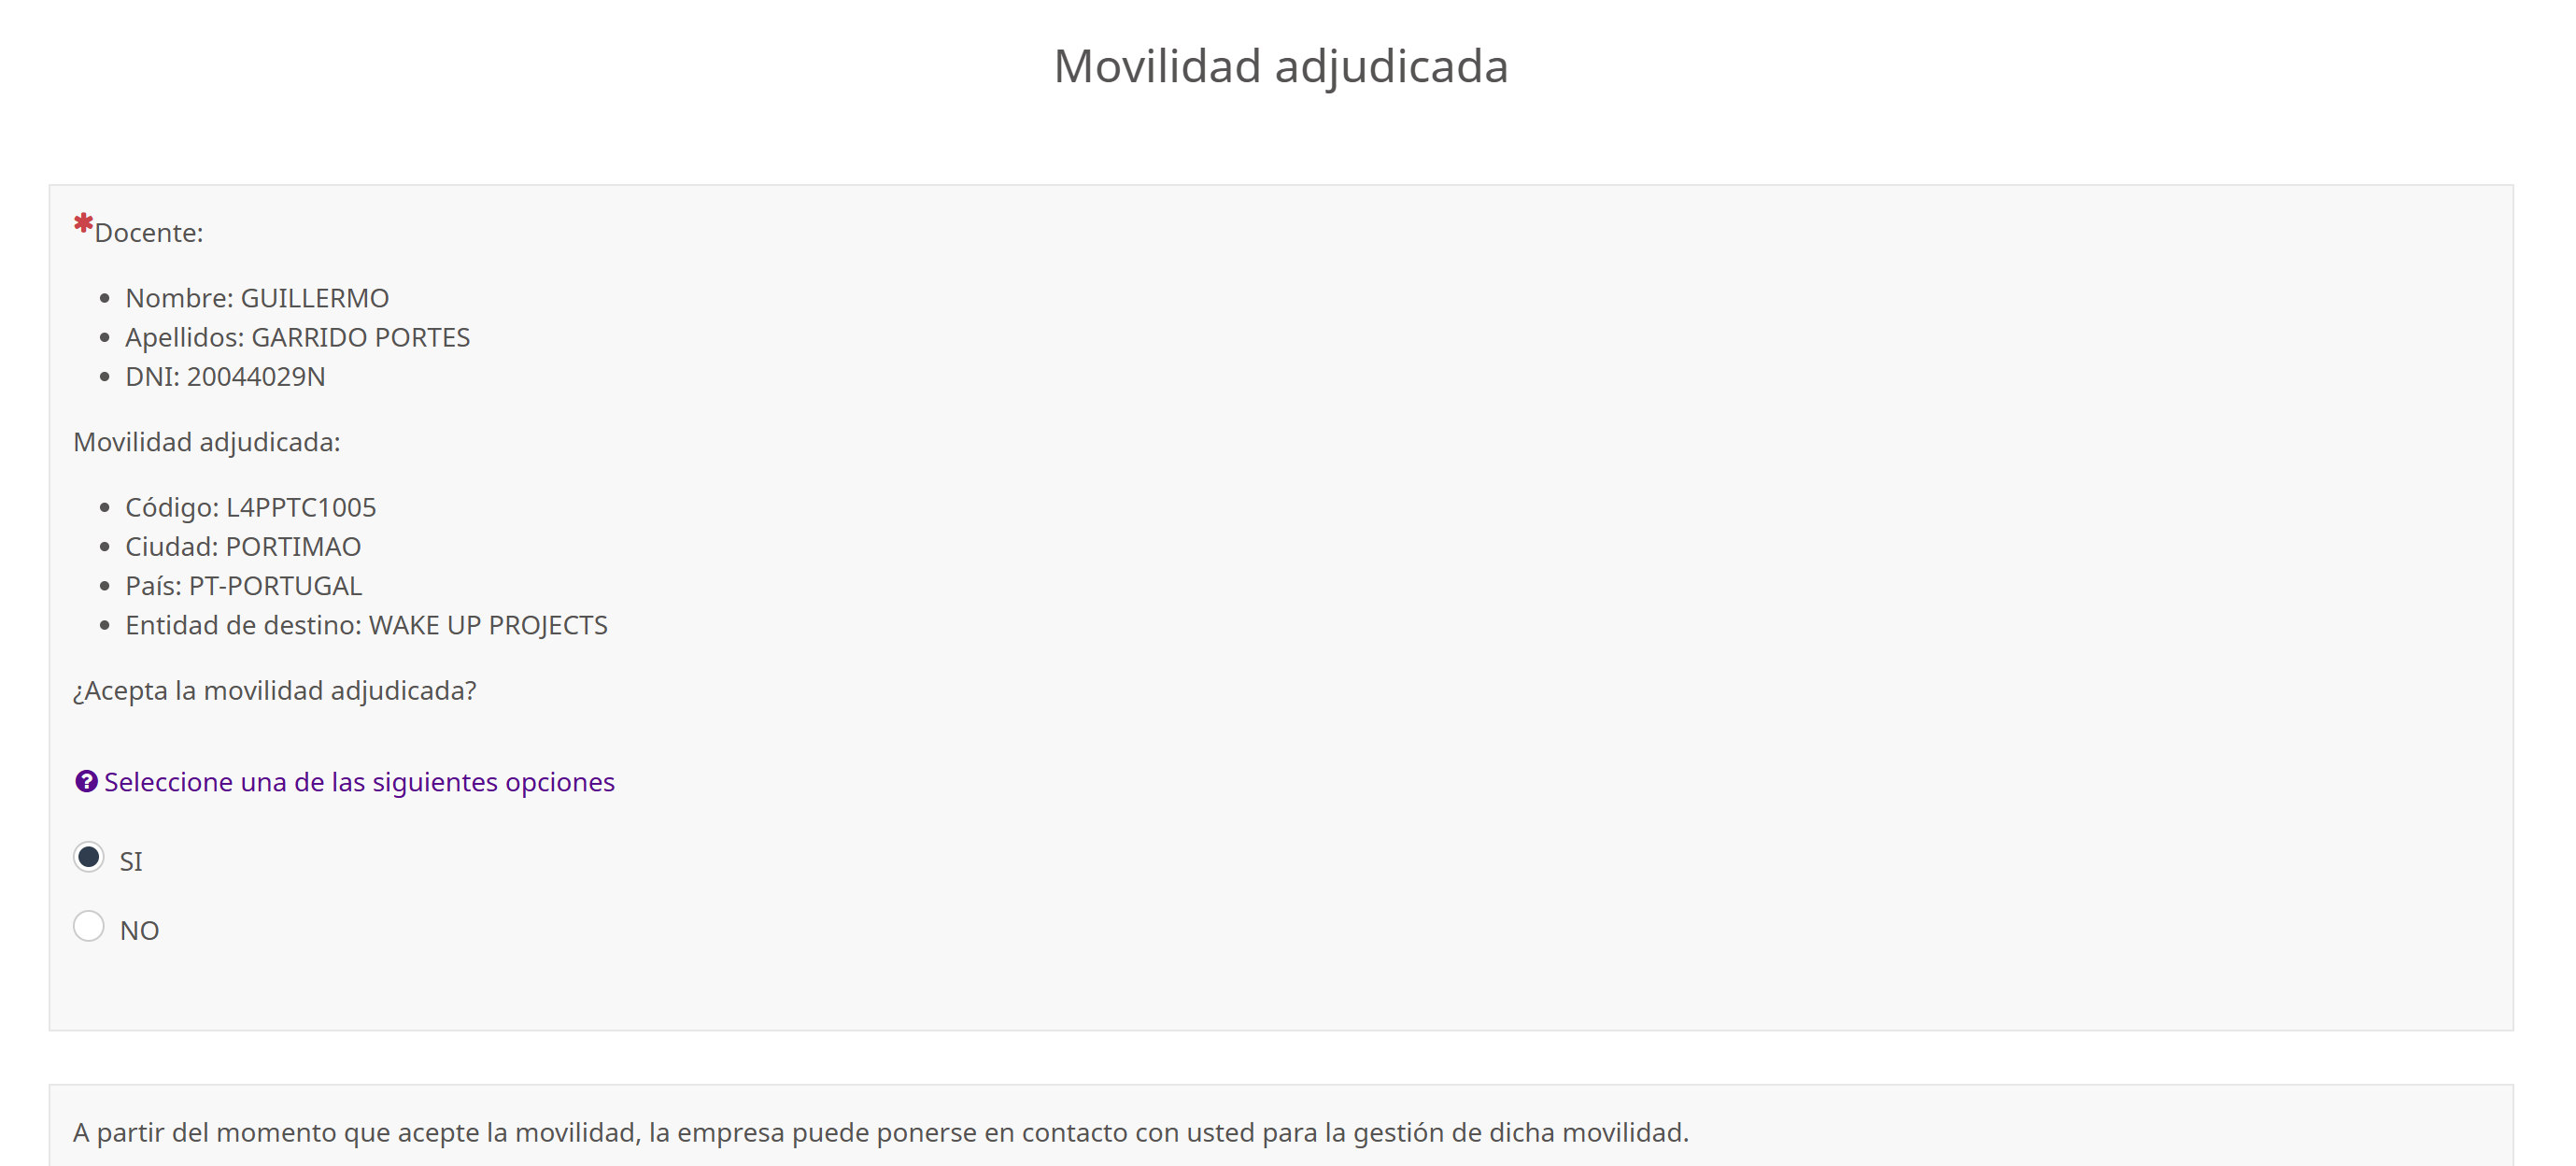 Movilidad adjudicada
*Docente:
• Nombre: GUILLERMO
• Apellidos: GARRIDO PORTES
• DNI: 20044029N
Movilidad adjudicada:
• Código: L4PPTC1005
• Ciudad: PORTIMAO
• País: PT-PORTUGAL
• Entidad de destino: WAKE UP PROJECTS
¿Acepta la movilidad adjudicada?
? Seleccione una de las siguientes opciones
SI
NO
A partir del momento que acepte la movilidad, la empresa puede ponerse en contacto con usted para la gestión de dicha movilidad.